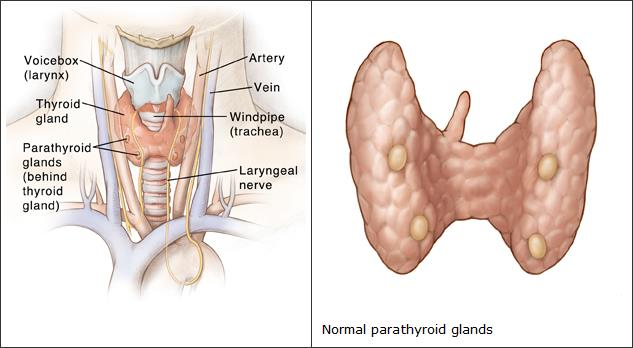 Voicebox
(larynx)
Thyroid
gland
Parathyroid
glands
(behind
thyroid
gland)
Artery
Vein
Windpipe
(trachea)
Laryngeal
nerve
Normal parathyroid glands